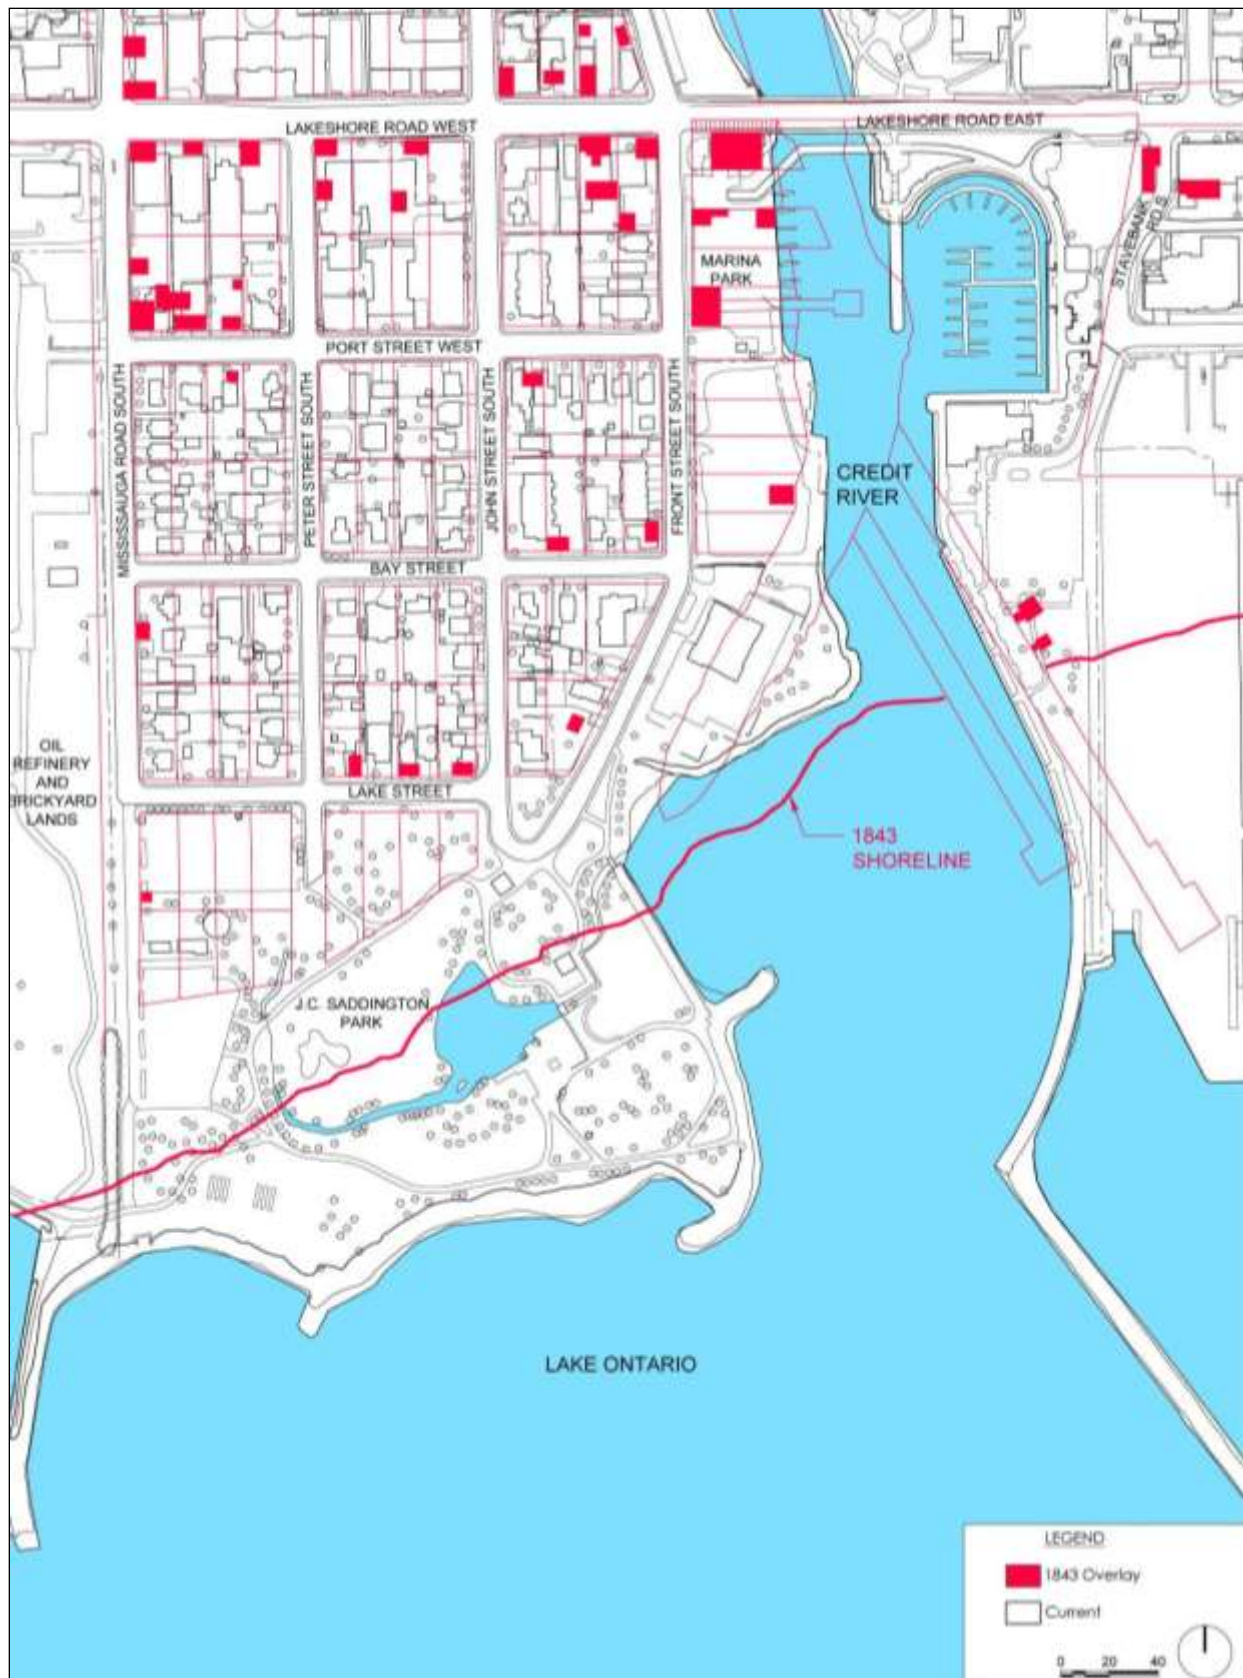 LAKESHORE ROAD WEST
LAKESHORE ROAD EAST
STAVEBANK
RD S.
MARINA
PARK
PORT STREET WEST
MISSISSAUGA ROAD SOUTH
PETER STREET SOUTH
JOHN STREET SOUTH
FRONT STREET SOUTH
CREDIT
RIVER
BAY STREET
OIL
REFINERY
AND
BRICKYARD
LANDS
LAKE STREET
1843
SHORELINE
J.C. SADDINGTON
PARK
LAKE ONTARIO
LEGEND
1843 Overlay
Current
0 20 40